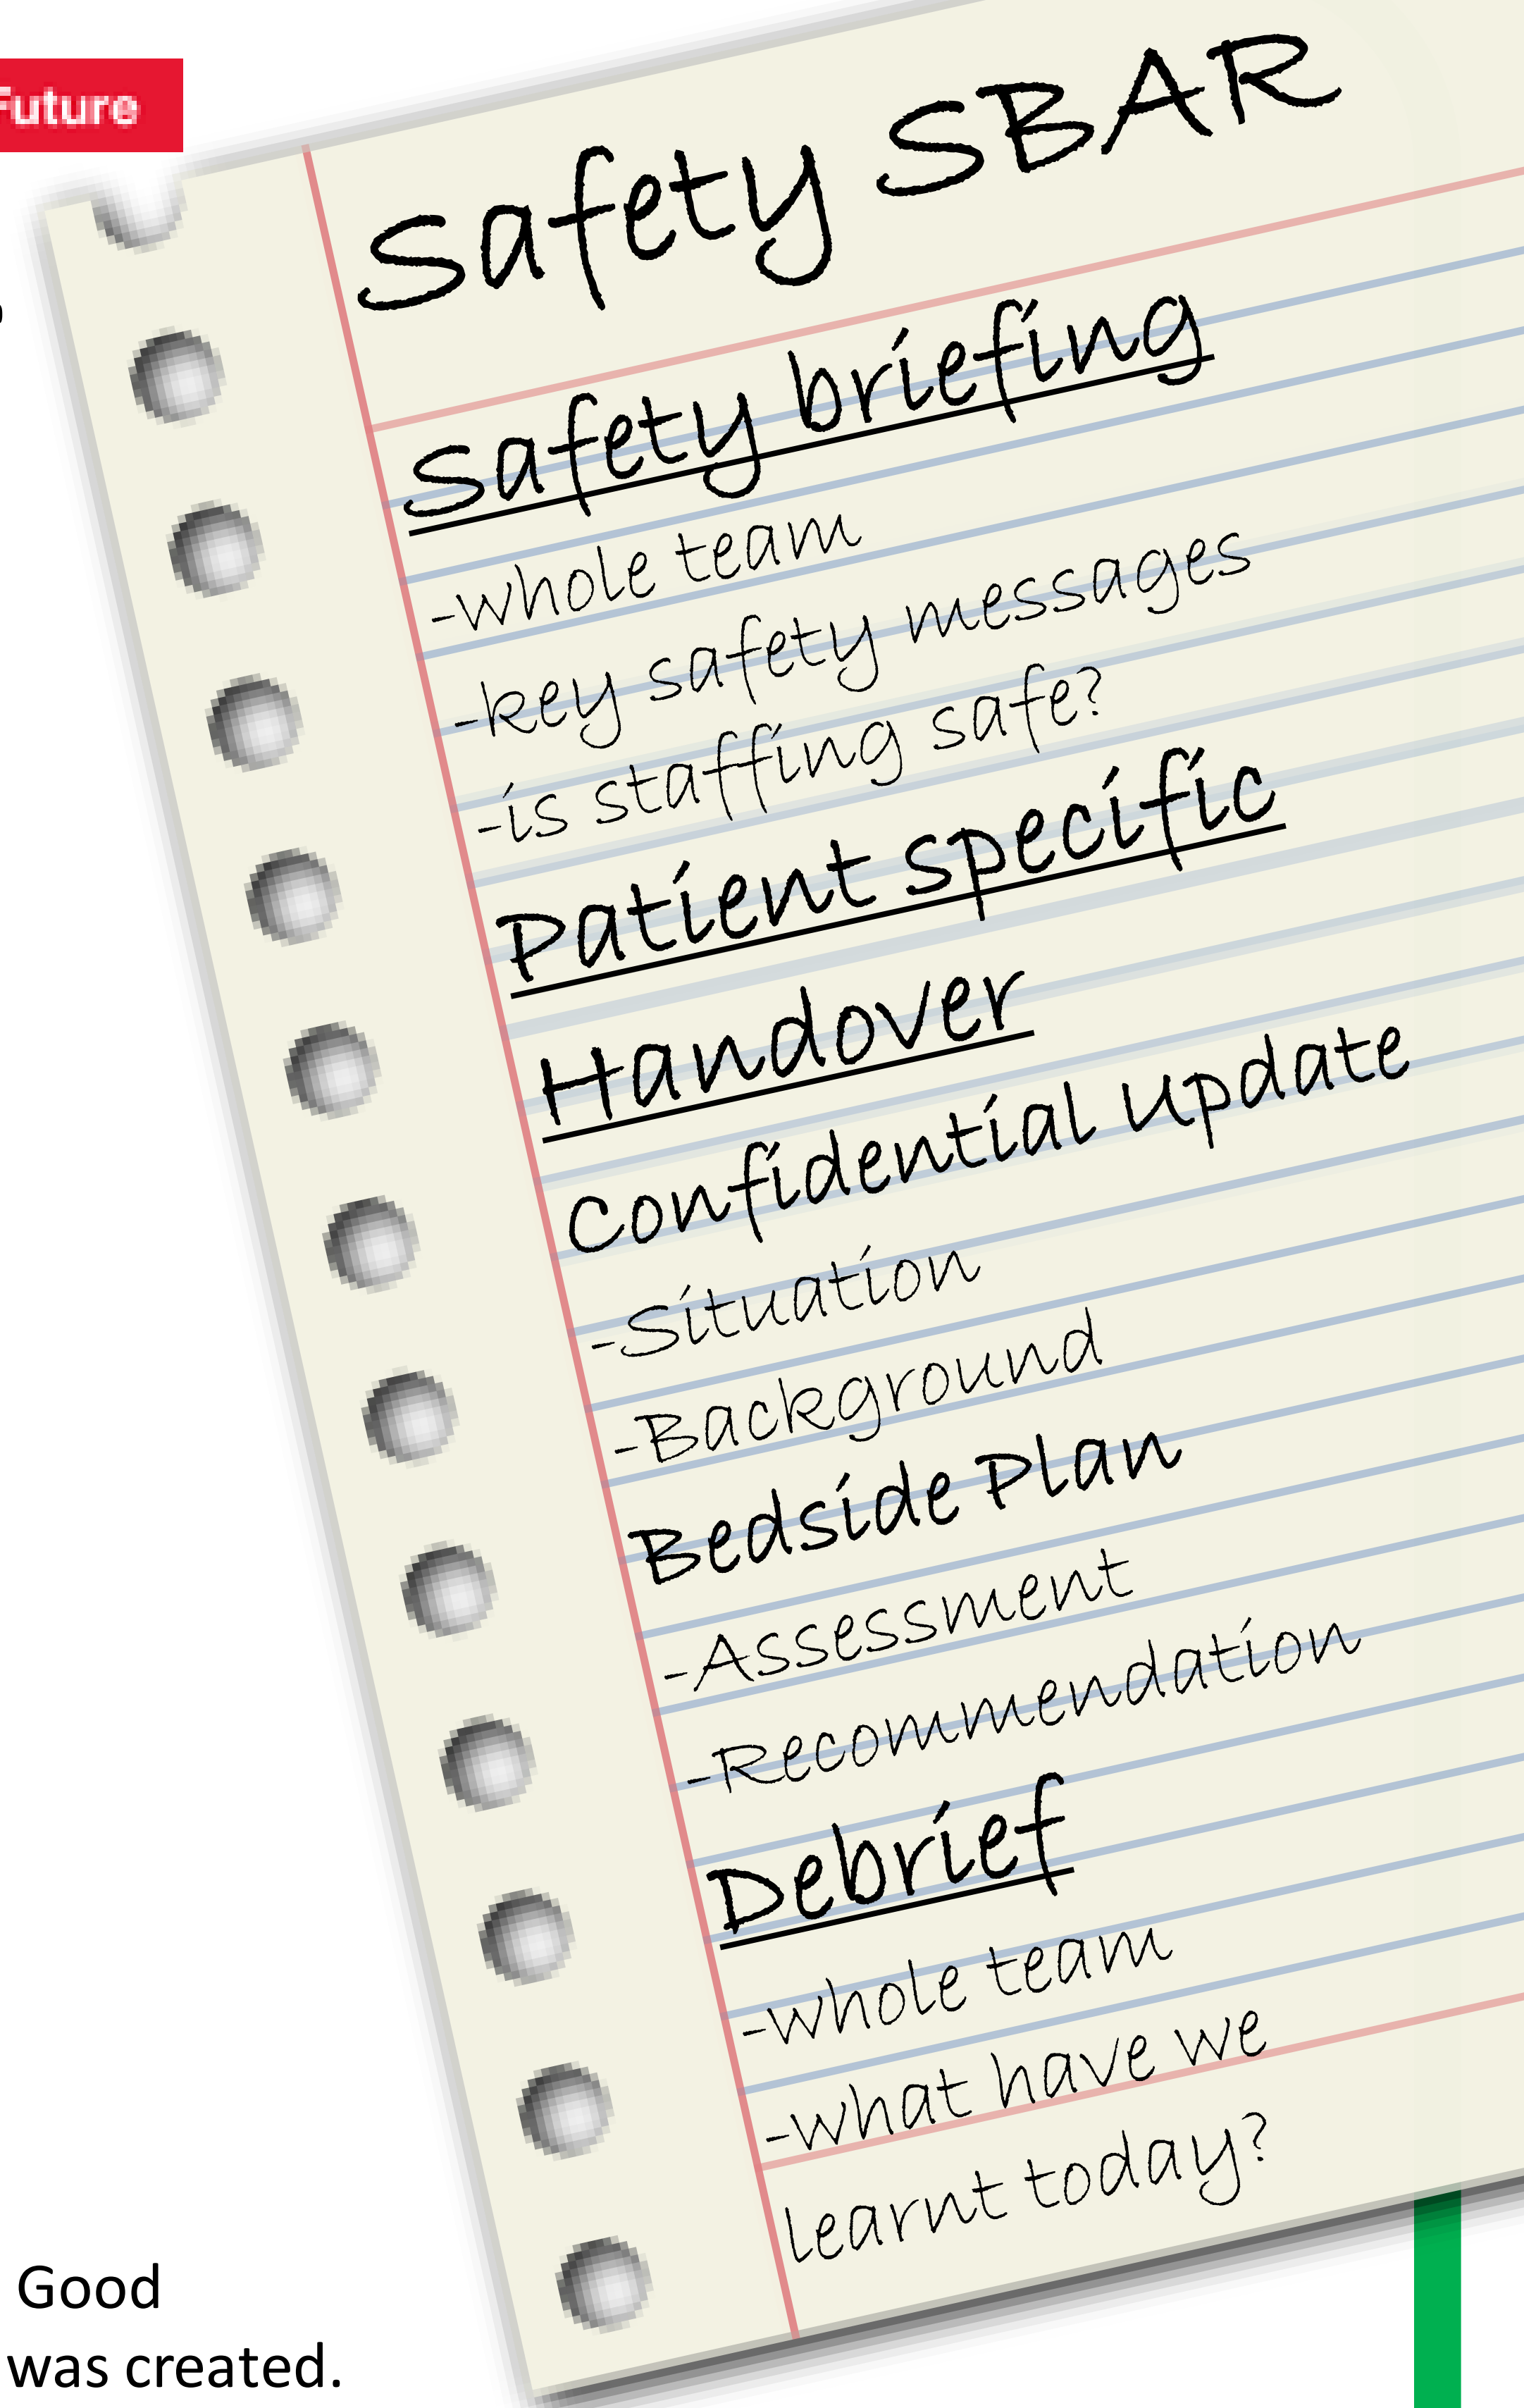 Future
Safety SBAR
Safety briefing
-whole team
-key safety messages
-is staffing safe?
Patient specific
Handover
Confidential Update
-Situation
-Background
Bedside Plan
-Assessment
-Recommendation
Debrief
-whole team
-what have we
learnt today?
Good
was created.